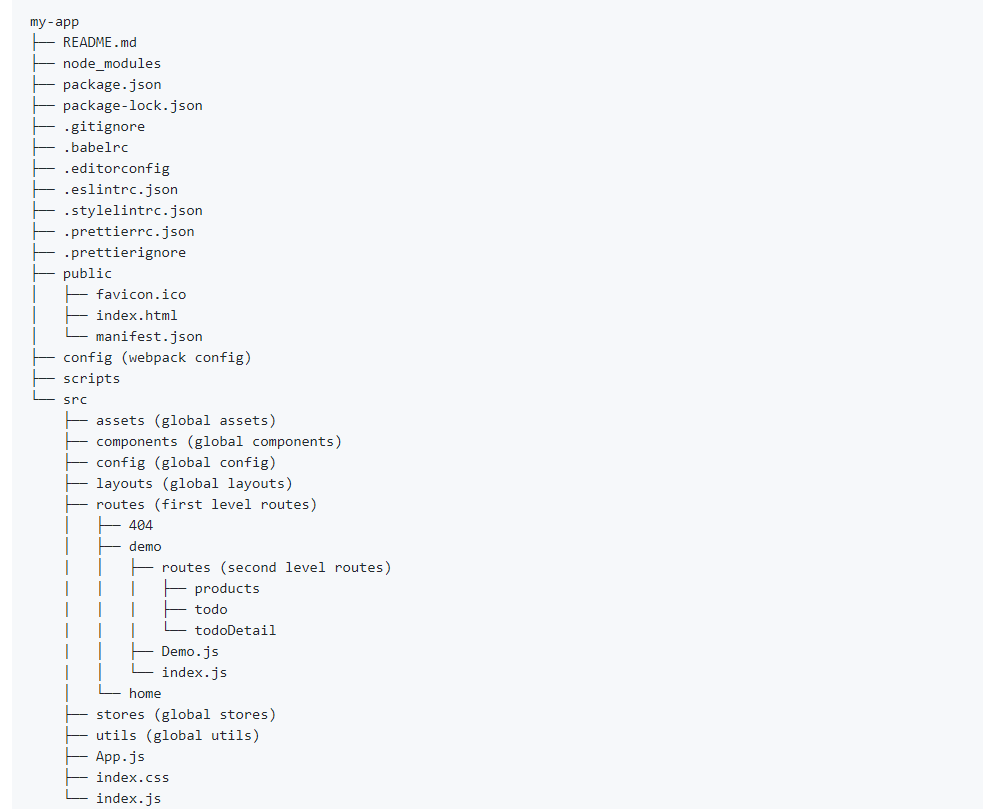 my-app
├── README.md
├── node_modules
├── package.json
├── package-lock.json
├── .gitignore
├── .babelrc
├── .editorconfig
├── .eslintrc.json
├── .stylelintrc.json
├── .prettierrc.json
├── .prettierignore
├── public
│   ├── favicon.ico
│   ├── index.html
│   └── manifest.json
├── config (webpack config)
├── scripts
└── src
    ├── assets (global assets)
    ├── components (global components)
    ├── config (global config)
    ├── layouts (global layouts)
    ├── routes (first level routes)
    │   ├── 404
    │   ├── demo
    │   │   ├── routes (second level routes)
    │   │   │   ├── products
    │   │   │   ├── todo
    │   │   │   └── todoDetail
    │   │   ├── Demo.js
    │   │   └── index.js
    │   └── home
    ├── stores (global stores)
    ├── utils (global utils)
    ├── App.js
    ├── index.css
    └── index.js